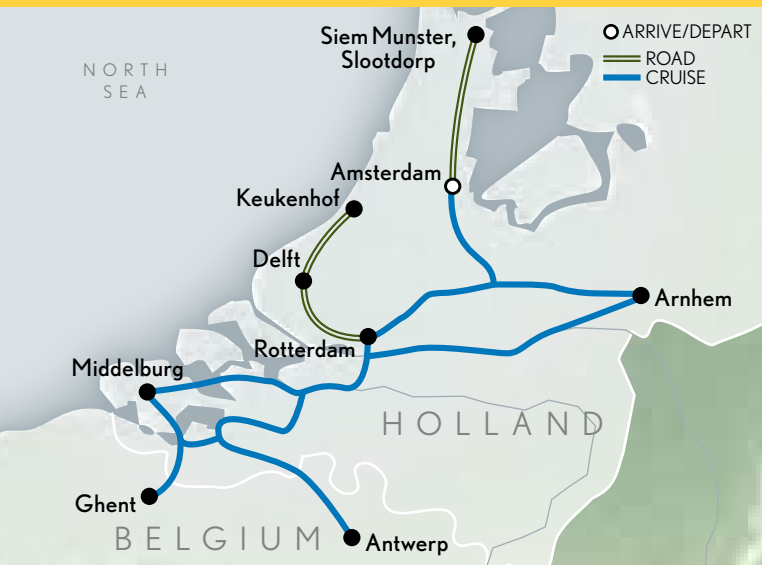 Siem Munster,
Slootdorp
ARRIVE/DEPART
ROAD
CRUISE
NORTH
SEA
Amsterdam
Keukenhof
Delft
Arnhem
Rotterdam
Middelburg
HOLLAND
Ghent
BELGIUM
Antwerp